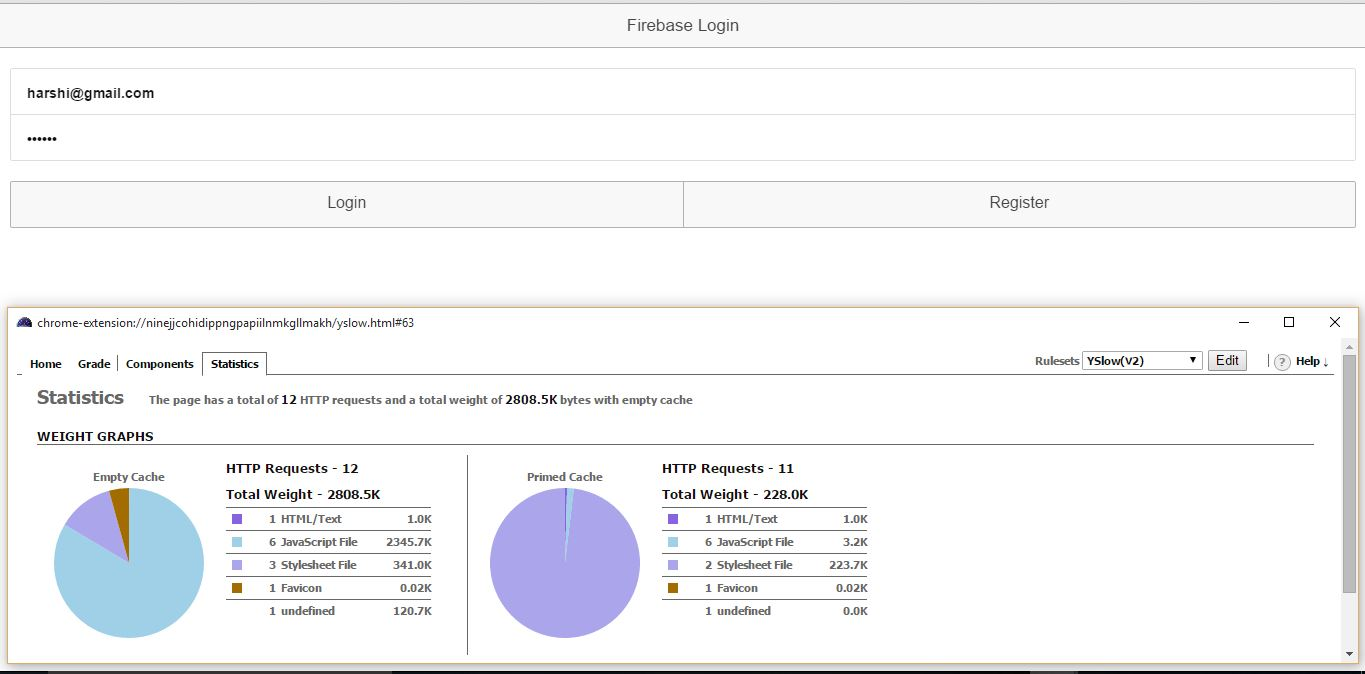 Firebase Login
harshi@gmail.com
••••••
Login Register
chrome-extension://ninejjcohidippngpapiilnmkgllmakh/yslow.html#63
Home Grade Components Statistics Rulesets YSlow(V2) Edit ? Help ↓
Statistics The page has a total of 12 HTTP requests and a total weight of 2808.5K bytes with empty cache
WEIGHT GRAPHS
Empty Cache
HTTP Requests - 12
Total Weight - 2808.5K
1 HTML/Text 1.0K
6 JavaScript File 2345.7K
3 Stylesheet File 341.0K
1 Favicon 0.02K
1 undefined 120.7K
Primed Cache
HTTP Requests - 11
Total Weight - 228.0K
1 HTML/Text 1.0K
6 JavaScript File 3.2K
2 Stylesheet File 223.7K
1 Favicon 0.02K
1 undefined 0.0K